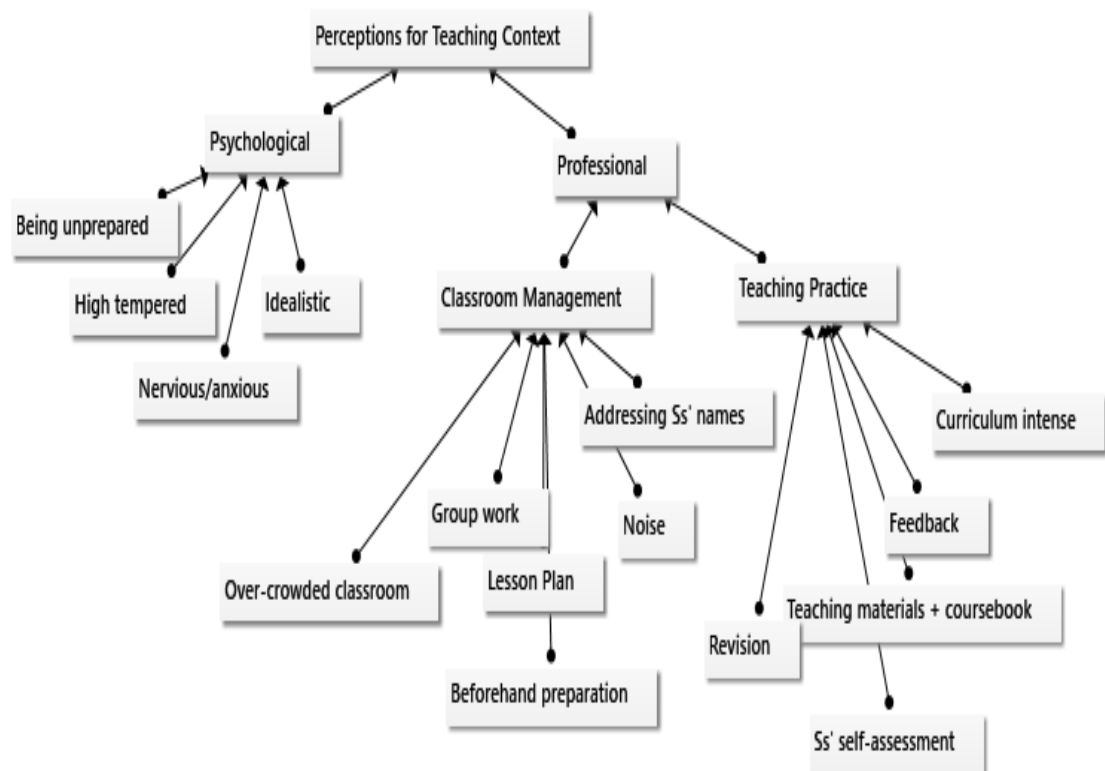 Perceptions for Teaching Context
Psychological
Professional
Being unprepared
High tempered
Idealistic
Nervious/anxious
Classroom Management
Teaching Practice
Addressing Ss' names
Curriculum intense
Group work
Noise
Feedback
Over-crowded classroom
Lesson Plan
Teaching materials + coursebook
Revision
Beforehand preparation
Ss' self-assessment